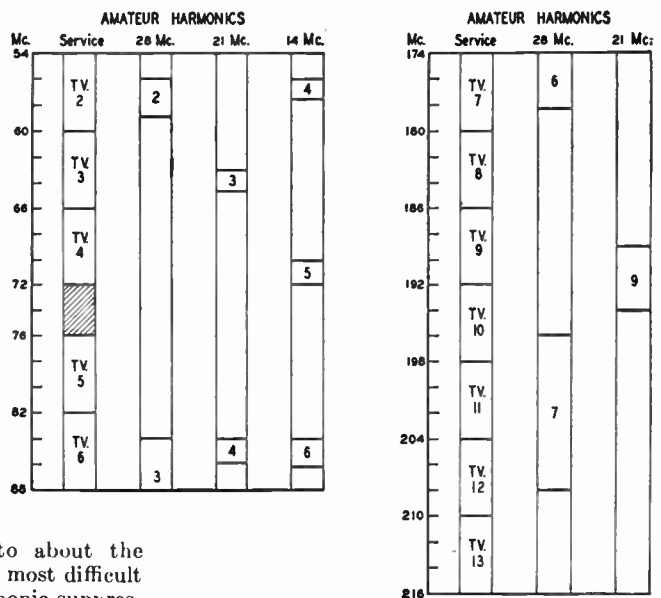 AMATEUR HARMONICS
Mc. Service 28 Mc. 21 Mc. 14 Mc.
54
T.V. 2
2
4
60
T.V. 3
3
66
T.V. 4
5
72
76
T.V. 5
82
T.V. 6
4
6
3
88
AMATEUR HARMONICS
Mc. Service 28 Mc. 21 Mc.
174
T.V. 7
6
180
T.V. 8
186
T.V. 9
9
192
T.V. 10
198
T.V. 11
7
204
T.V. 12
210
T.V. 13
216
to about the
most difficult
onic suppres-